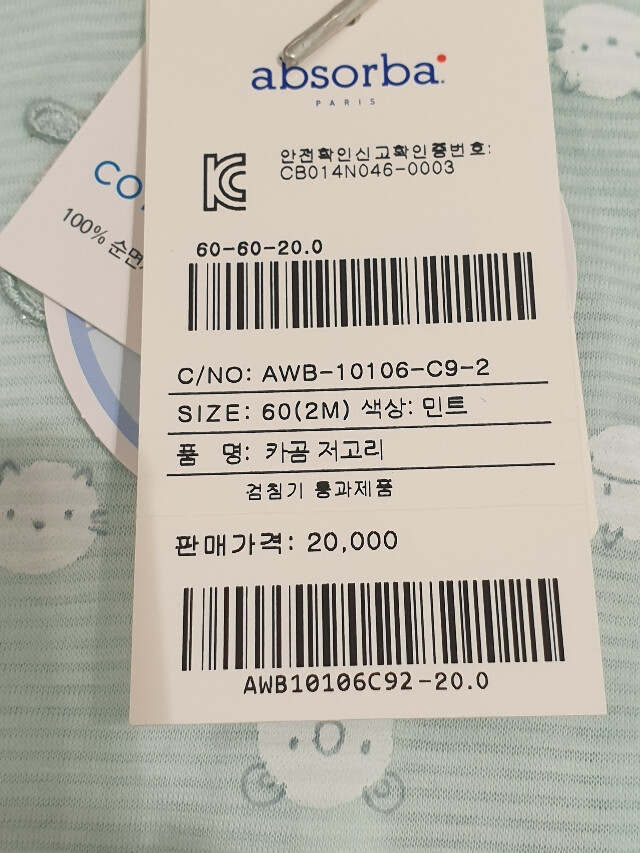 absorba
PARIS
안전확인신고확인증번호:
CB014N046-0003
CO
100% 순면
60-60-20.0
C/NO: AWB-10106-C9-2
SIZE: 60(2M) 색상: 민트
품 명: 카곰 저고리
검침기 통과제품
판매가격: 20,000
AWB10106C92-20.0